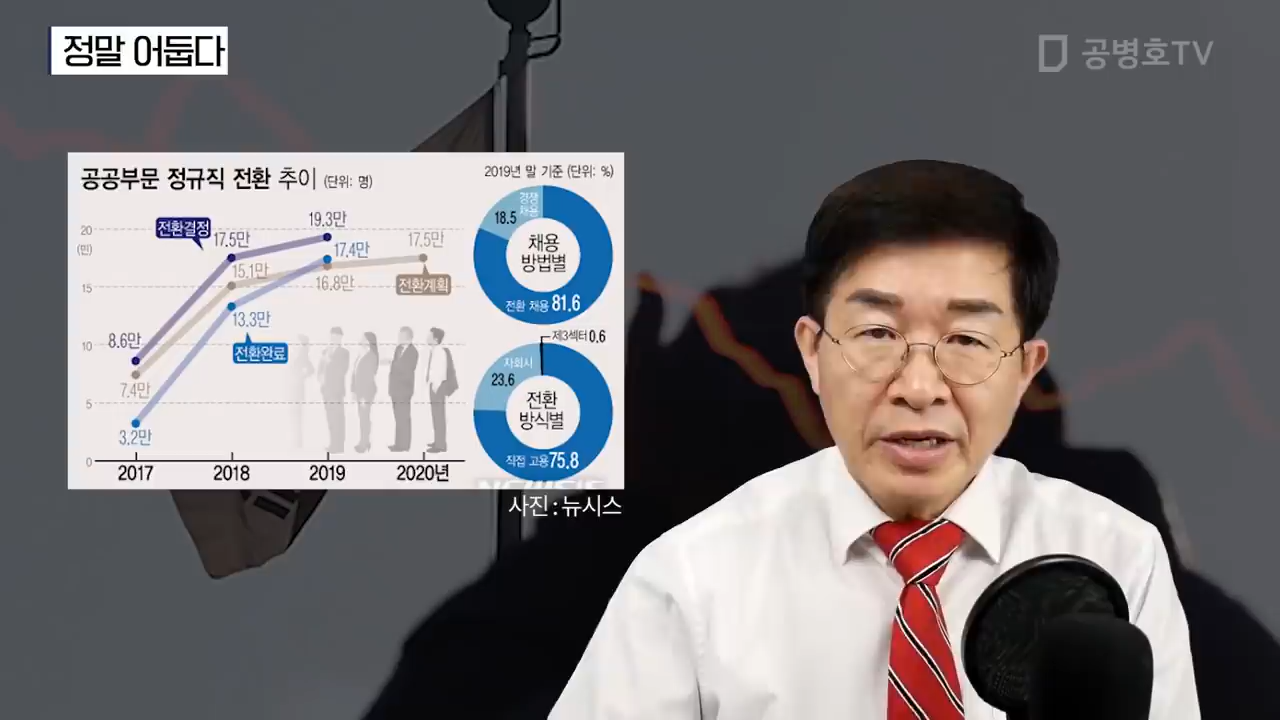 정말 어둡다
공병호TV
공공부문 정규직 전환 추이 (단위: 명)
20
(만)
15
10
5
0
전환결정
8.6만
17.5만
19.3만
15.1만
17.4만
16.8만
17.5만
전환계획
13.3만
전환완료
7.4만
3.2만
2017
2018
2019
2020년
2019년 말 기준 (단위: %)
경쟁
채용
18.5
채용
방법별
전환 채용 81.6
제3섹터 0.6
자회사
23.6
전환
방식별
직접 고용 75.8
NEWSIS
사진 : 뉴시스